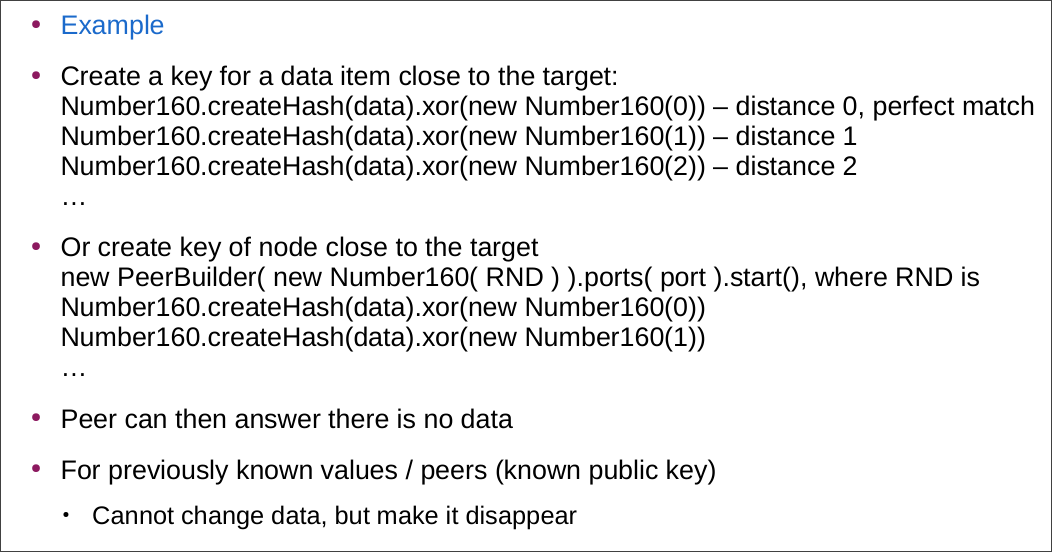 • Example
• Create a key for a data item close to the target:
Number160.createHash(data).xor(new Number160(0)) – distance 0, perfect match
Number160.createHash(data).xor(new Number160(1)) – distance 1
Number160.createHash(data).xor(new Number160(2)) – distance 2
…
• Or create key of node close to the target
new PeerBuilder( new Number160( RND ) ).ports( port ).start(), where RND is
Number160.createHash(data).xor(new Number160(0))
Number160.createHash(data).xor(new Number160(1))
…
• Peer can then answer there is no data
• For previously known values / peers (known public key)
• Cannot change data, but make it disappear